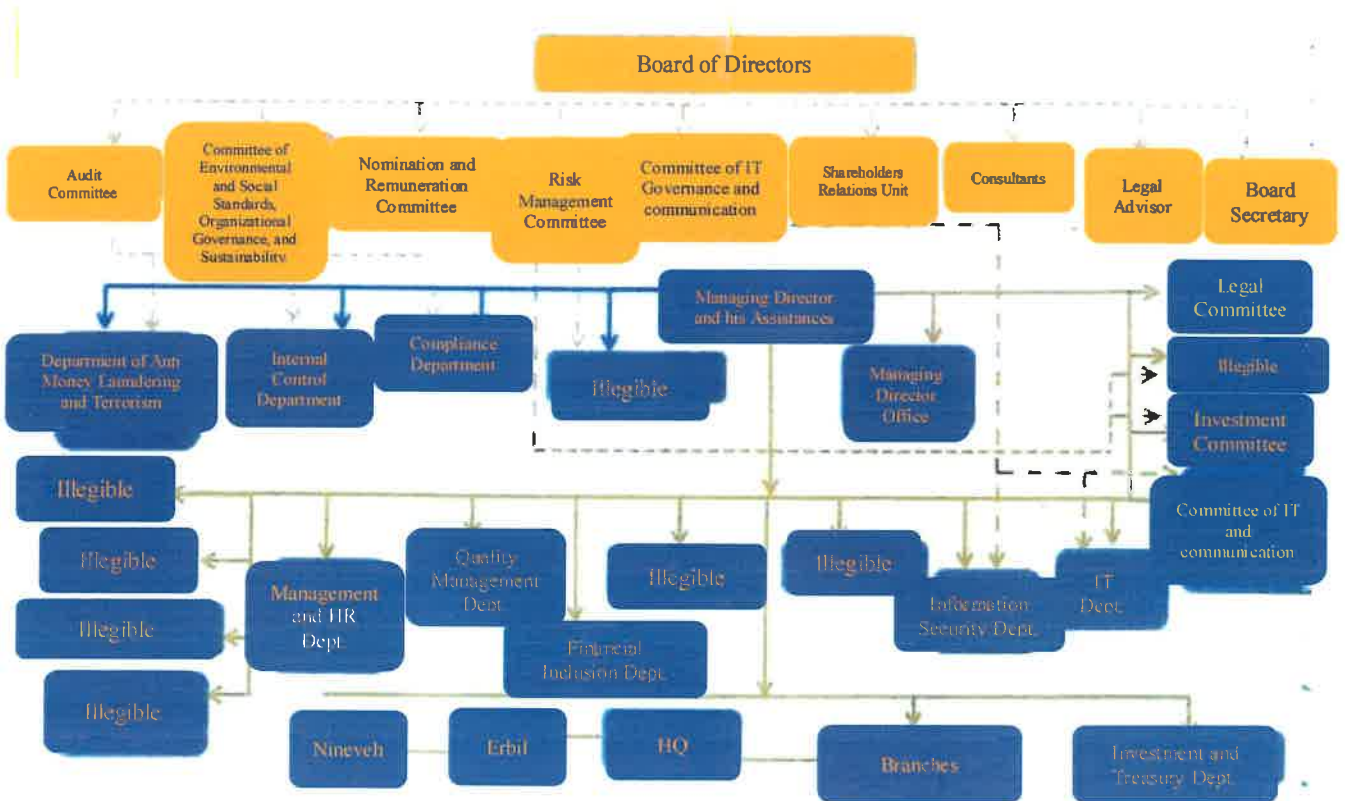 Board of Directors
Audit
Committee
Committee of
Environmental
and Social
Standards,
Organizational
Governance, and
Sustainability
Nomination and
Remuneration
Committee
Risk
Management
Committee
Committee of IT
Governance and
communication
Shareholders
Relations Unit
Consultants
Legal
Advisor
Board
Secretary
Managing Director
and his Assistances
Legal
Committee
Department of Anti
Money Laundering
and Terrorism
Internal
Control
Department
Compliance
Department
Illegible
Managing
Director
Office
Illegible
Investment
Committee
Illegible
Committee of IT
and
communication
Illegible
Management
and HR
Dept.
Quality
Management
Dept.
Illegible
Illegible
Information
Security Dept.
IT
Dept.
Illegible
Financial
Inclusion Dept.
Illegible
Nineveh
Erbil
HQ
Branches
Investment and
Treasury Dept.